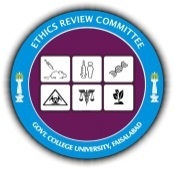 ETHICS REVIEW COMMITTEE
GOVT. COLLEGE UNIVERSITY, FAISALABAD